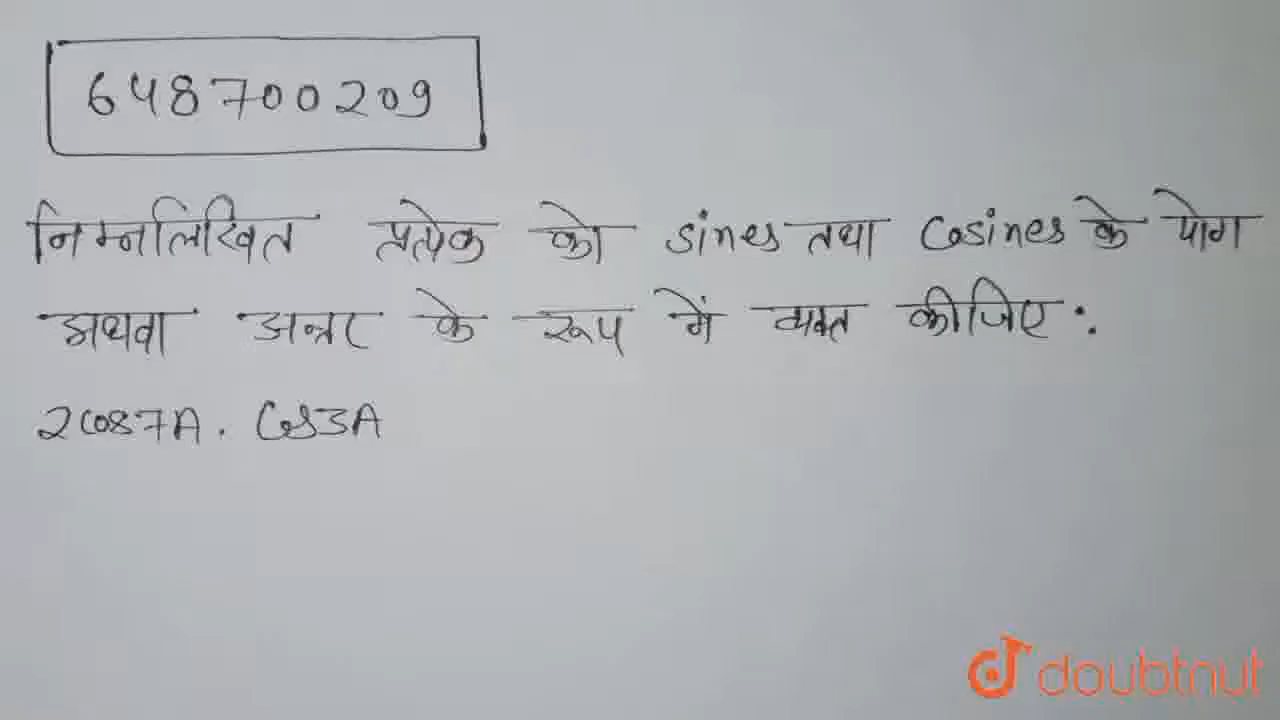 648700209
निम्नलिखित प्रत्येक को sines तथा Cosines के योग
अथवा अन्तर के रूप में व्यक्त कीजिए :
2cos7A. Cos3A
doubtnut